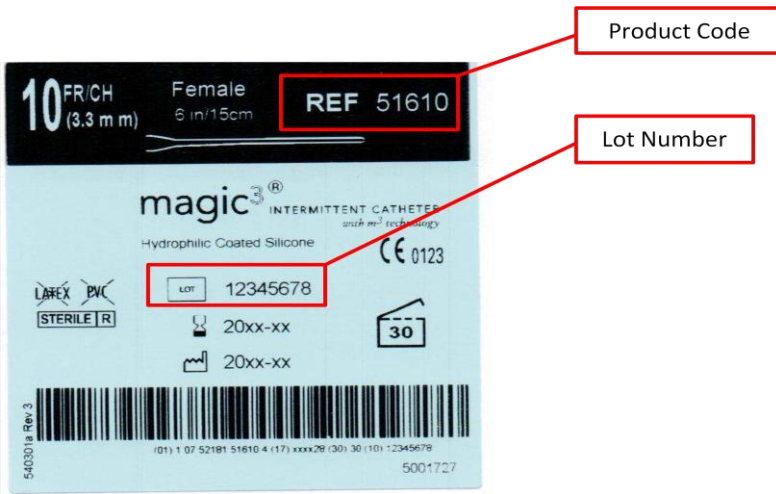 Product Code
10 FR/CH
(3.3 m m)
Female
6 in/15cm
REF 51610
Lot Number
magic3®
INTERMITTENT CATHETER
with m3 technology
Hydrophilic Coated Silicone
CE 0123
LATEX PVC
LOT 12345678
STERILE R
20xx-xx
30
20xx-xx
540301a Rev 3
(01) 1 07 52181 51610 4 (17) xxxx28 (30) 30 (10) 12345678
5001727